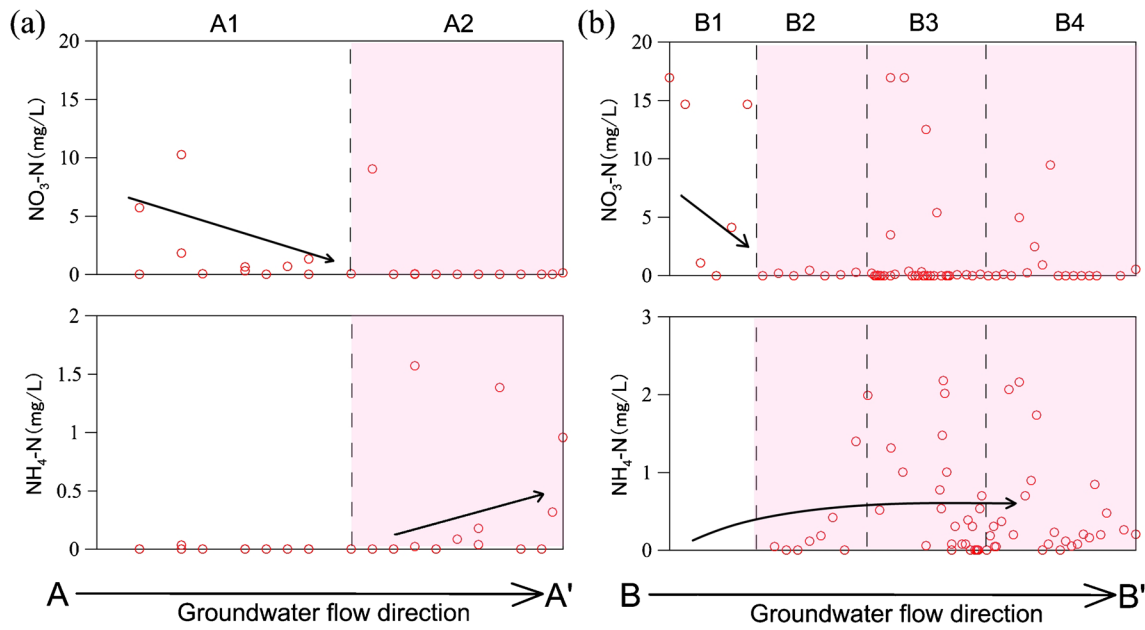 (a) A1 A2
20
15
10
5
0
NO₃-N(mg/L)
2
1.5
1
0.5
0
NH₄-N(mg/L)
A A'
Groundwater flow direction
(b) B1 B2 B3 B4
20
15
10
5
0
NO₃-N(mg/L)
3
2
1
0
NH₄-N(mg/L)
B B'
Groundwater flow direction